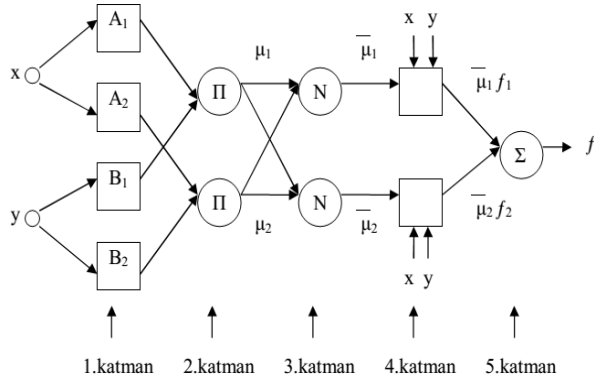 x y
A₁
μ₁ μ̅₁ μ̅₁ f₁
x
A₂
Π N
Σ f
B₁
Π N
y
μ₂ μ̅₂ μ̅₂ f₂
B₂
x y
1.katman 2.katman 3.katman 4.katman 5.katman